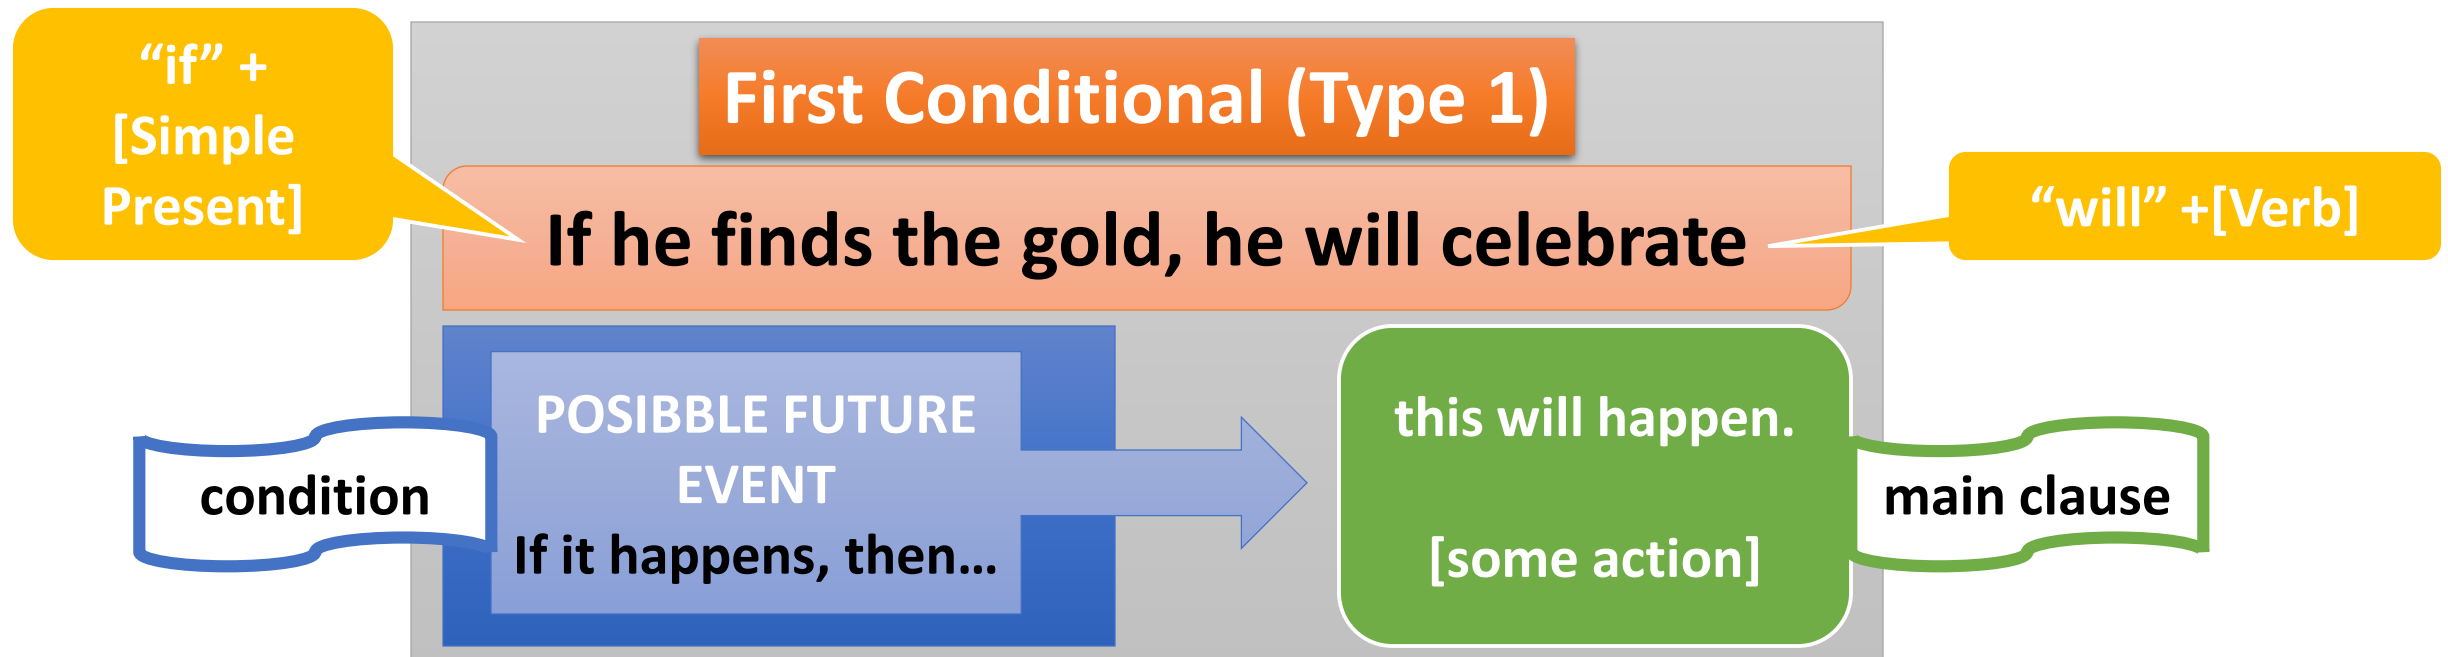 “if” +
[Simple
Present]
First Conditional (Type 1)
If he finds the gold, he will celebrate
“will” +[Verb]
condition
POSIBBLE FUTURE
EVENT
If it happens, then...
this will happen.
[some action]
main clause